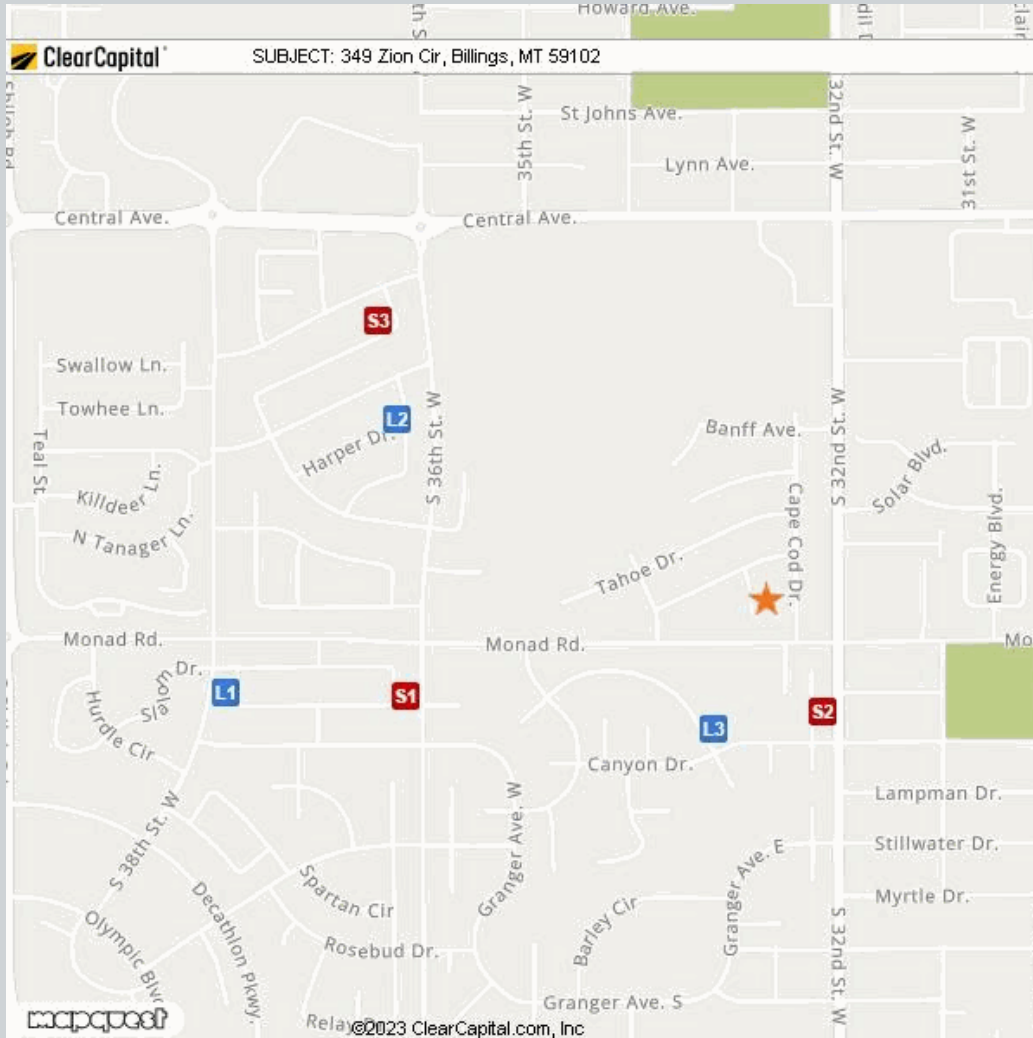 Howard Ave.
ClearCapital
SUBJECT: 349 Zion Cir, Billings, MT 59102
St Johns Ave.
35th St. W
32nd St. W
Lynn Ave.
31st St. W
Central Ave.
Central Ave.
S3
Swallow Ln.
Towhee Ln.
L2
Harper Dr.
S 36th St. W
Banff Ave.
S 32nd St. W
Solar Blvd.
Teal St
Killdeer Ln.
N Tanager Ln.
Cape Cod Dr.
Energy Blvd.
Tahoe Dr.
Monad Rd.
Monad Rd.
Mo
Slalom Dr.
L1
S1
S2
L3
Hurdle Cir
Canyon Dr.
Lampman Dr.
S 38th St. W
Granger Ave. W
Stillwater Dr.
Granger Ave. E
Spartan Cir
Decathlon Pkwy.
Barley Cir
Myrtle Dr.
Olympic Blvd
Rosebud Dr.
S 32nd St. W
Granger Ave. S
mapquest
Relay
©2023 ClearCapital.com, Inc